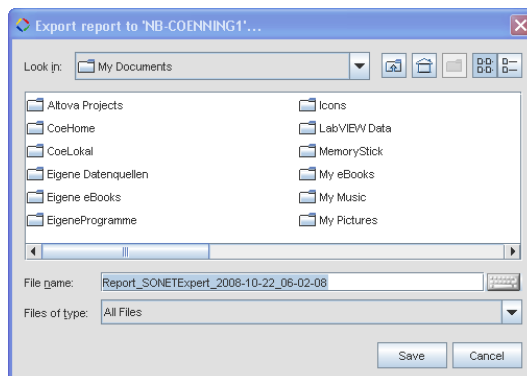 Export report to 'NB-COENNING1'...
Look in: My Documents
Altova Projects
CoeHome
CoeLokal
Eigene Datenquellen
Eigene eBooks
EigeneProgramme
Icons
LabVIEW Data
MemoryStick
My eBooks
My Music
My Pictures
File name: Report_SONETExpert_2008-10-22_06-02-08
Files of type: All Files
Save Cancel